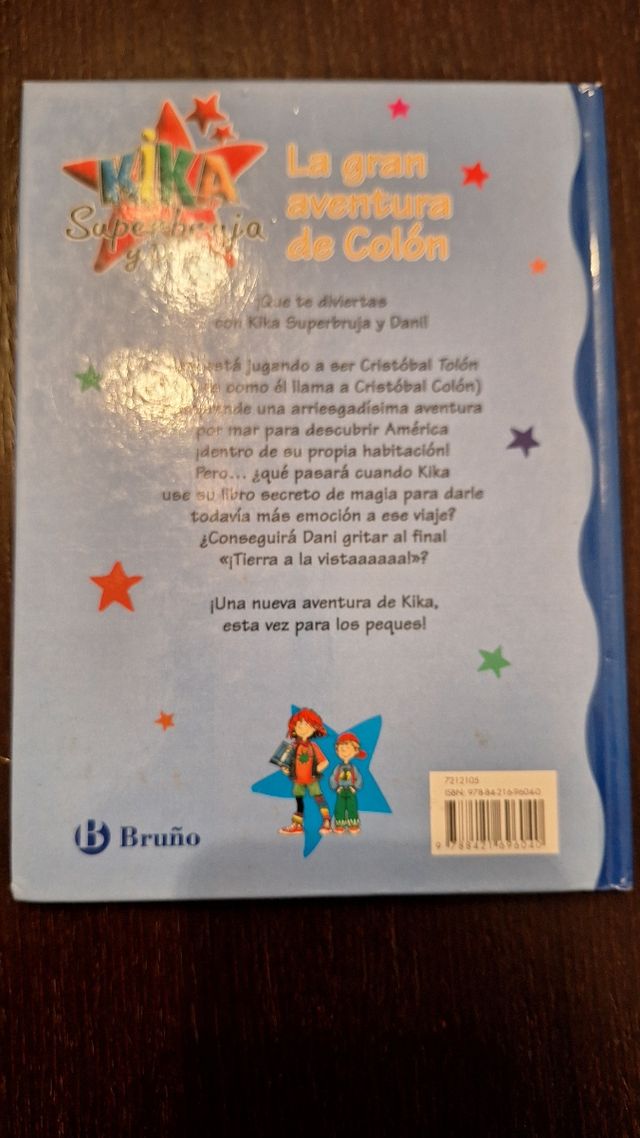 KIKA
Superbruja
y
La gran
aventura
de Colón
¡Que te diviertas
con Kika Superbruja y Dani!
está jugando a ser Cristóbal Tolón
como él llama a Cristóbal Colón)
una arriesgadísima aventura
por mar para descubrir América
¡dentro de su propia habitación!
Pero... ¿qué pasará cuando Kika
use su libro secreto de magia para darle
todavía más emoción a ese viaje?
¿Conseguirá Dani gritar al final
«¡Tierra a la vistaaaaaa!»?
¡Una nueva aventura de Kika,
esta vez para los peques!
B Bruño
7212105
ISBN: 978-84-216-9604-0
9 788421 696040